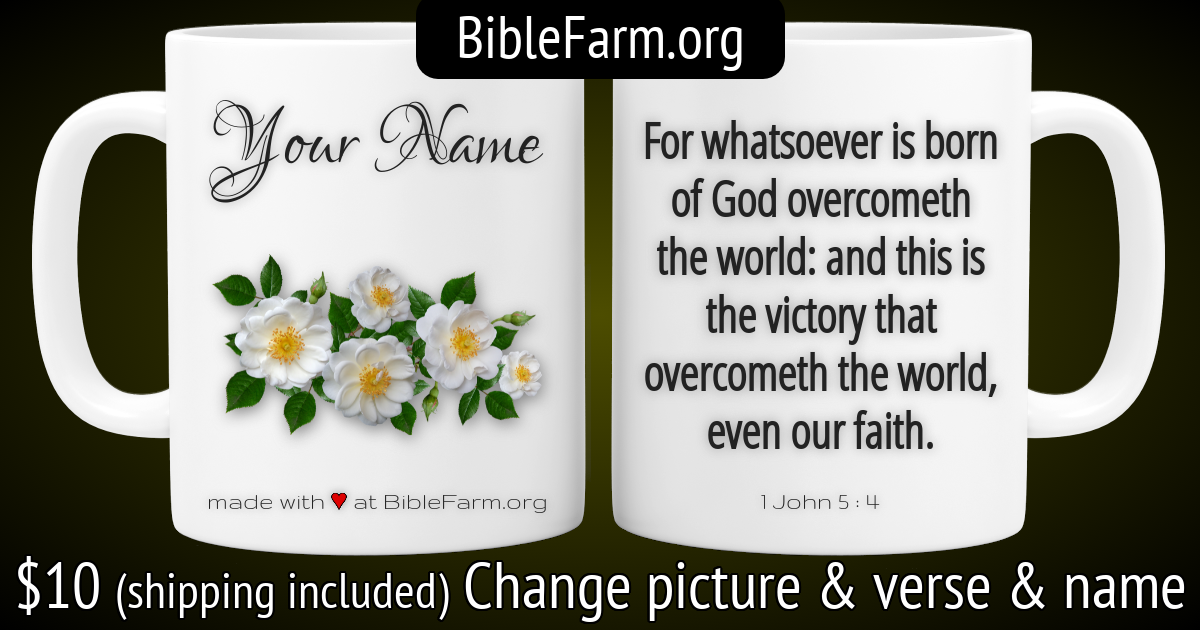 BibleFarm.org
Your Name
made with ♥ at BibleFarm.org
For whatsoever is born
of God overcometh
the world: and this is
the victory that
overcometh the world,
even our faith.
1 John 5 : 4
$10 (shipping included) Change picture & verse & name